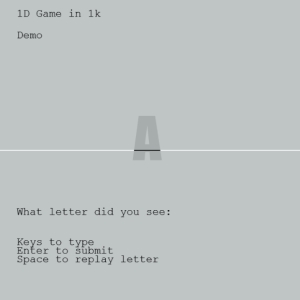 1D Game in 1k
Demo
A
What letter did you see:
Keys to type
Enter to submit
Space to replay letter